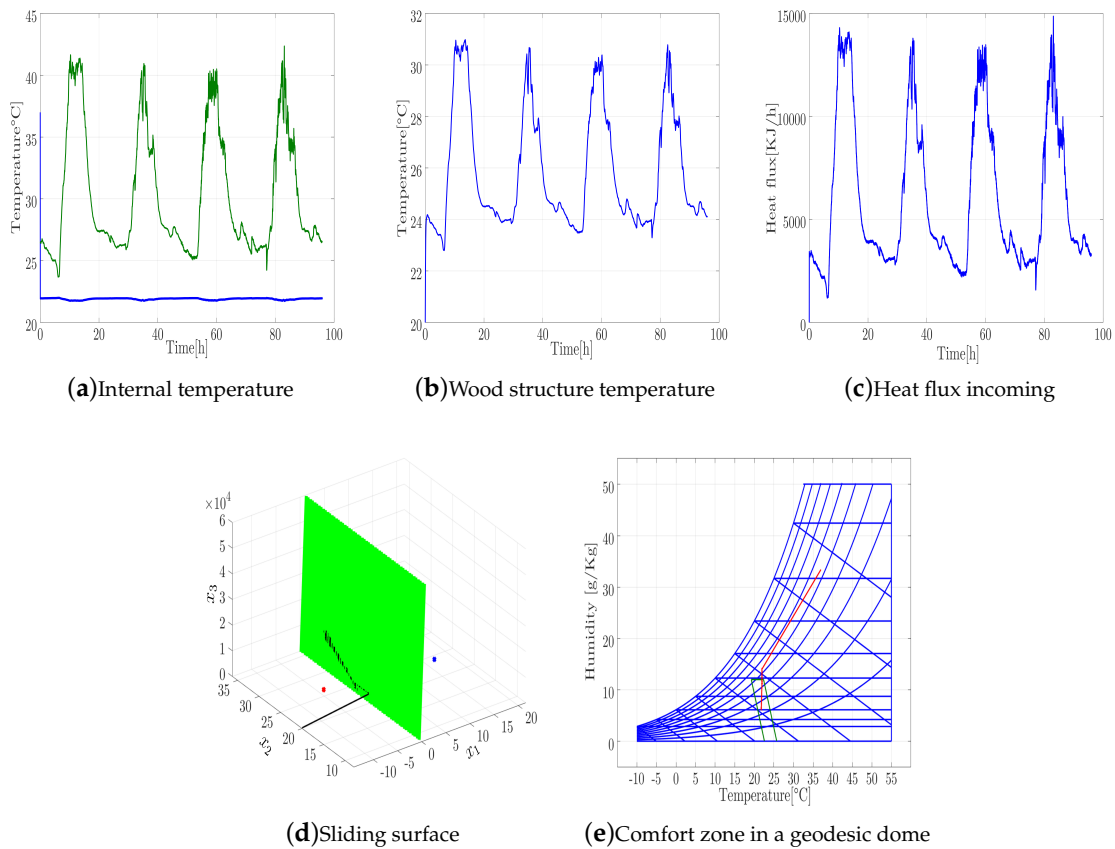 45
40
35
30
25
20
0 20 40 60 80 100
Temperature°C
Time[h]
(a)Internal temperature
32
30
28
26
24
22
20
0 20 40 60 80 100
Temperature[°C]
Time[h]
(b)Wood structure temperature
15000
10000
5000
0
0 20 40 60 80 100
Heat flux[KJ/h]
Time[h]
(c)Heat flux incoming
×10⁴
6
5
4
3
2
1
0
x₃
35
30
25
20
15
10
x₂
-10 -5 0 5 10 15 20
x₁
(d)Sliding surface
50
40
30
20
10
0
Humidity [g/Kg]
-10 -5 0 5 10 15 20 25 30 35 40 45 50 55
Temperature[°C]
(e)Comfort zone in a geodesic dome